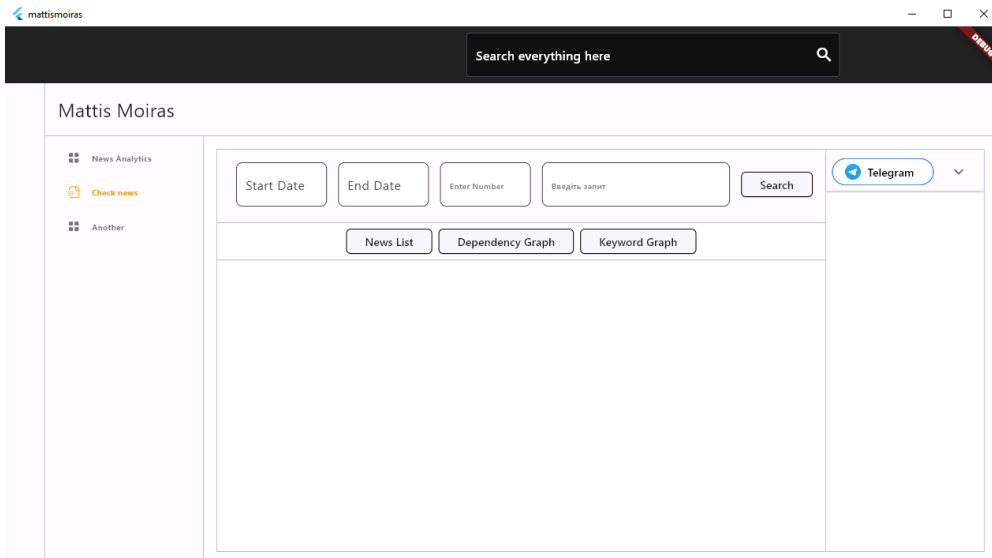 mattismoiras
DEBUG
Search everything here
Mattis Moiras
News Analytics
Check news
Another
Start Date
End Date
Enter Number
Введіть запит
Search
Telegram
News List
Dependency Graph
Keyword Graph